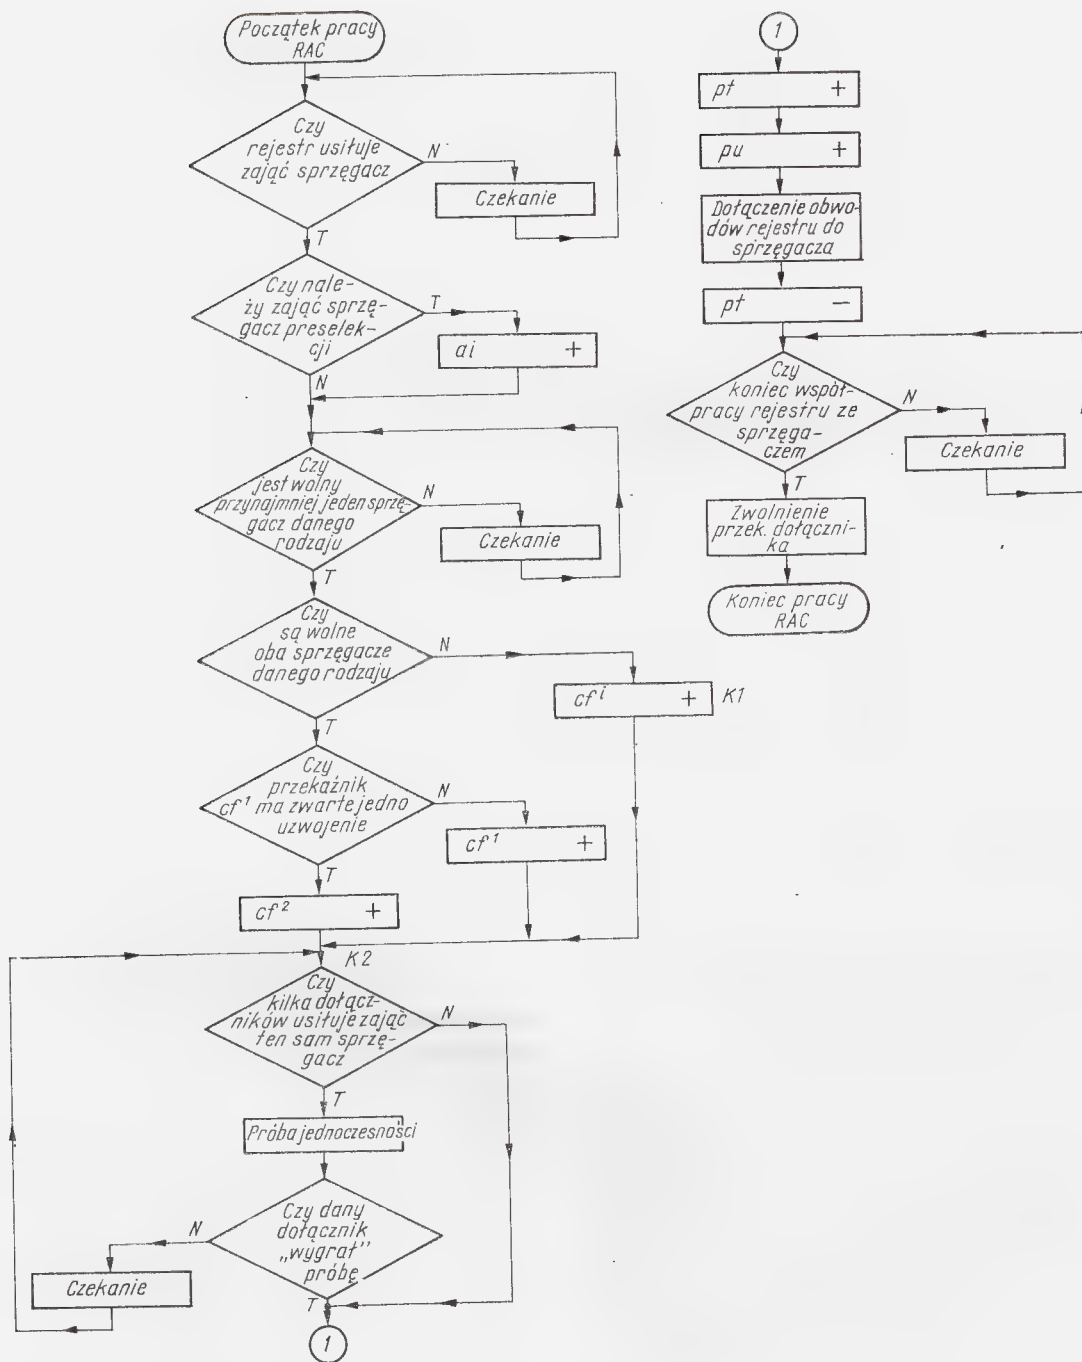 Początek pracy
RAC
Czy
rejestr usiłuje
zająć sprzęgacz
N
Czekanie
T
Czy nale-
ży zająć sprzę-
gacz preselek-
cji
T
ai +
N
Czy
jest wolny
przynajmniej jeden sprzę-
gacz danego
rodzaju
N
Czekanie
T
Czy
są wolne
oba sprzęgacze
danego rodzaju
N
cfⁱ + K1
T
Czy
przekaźnik
cf¹ ma zwarte jedno
uzwojenie
N
cf¹ +
T
cf² +
K2
Czy
kilka dołącz-
ników usiłuje zająć
ten sam sprzę-
gacz
N
T
Próba jednoczesności
Czy dany
dołącznik
„wygrał”
próbę
N
Czekanie
T
1
1
pt +
pu +
Dołączenie obwo-
dów rejestru do
sprzęgacza
pt −
Czy
koniec współ-
pracy rejestru ze
sprzęga-
czem
N
Czekanie
T
Zwolnienie
przek. dołączni-
ka
Koniec pracy
RAC